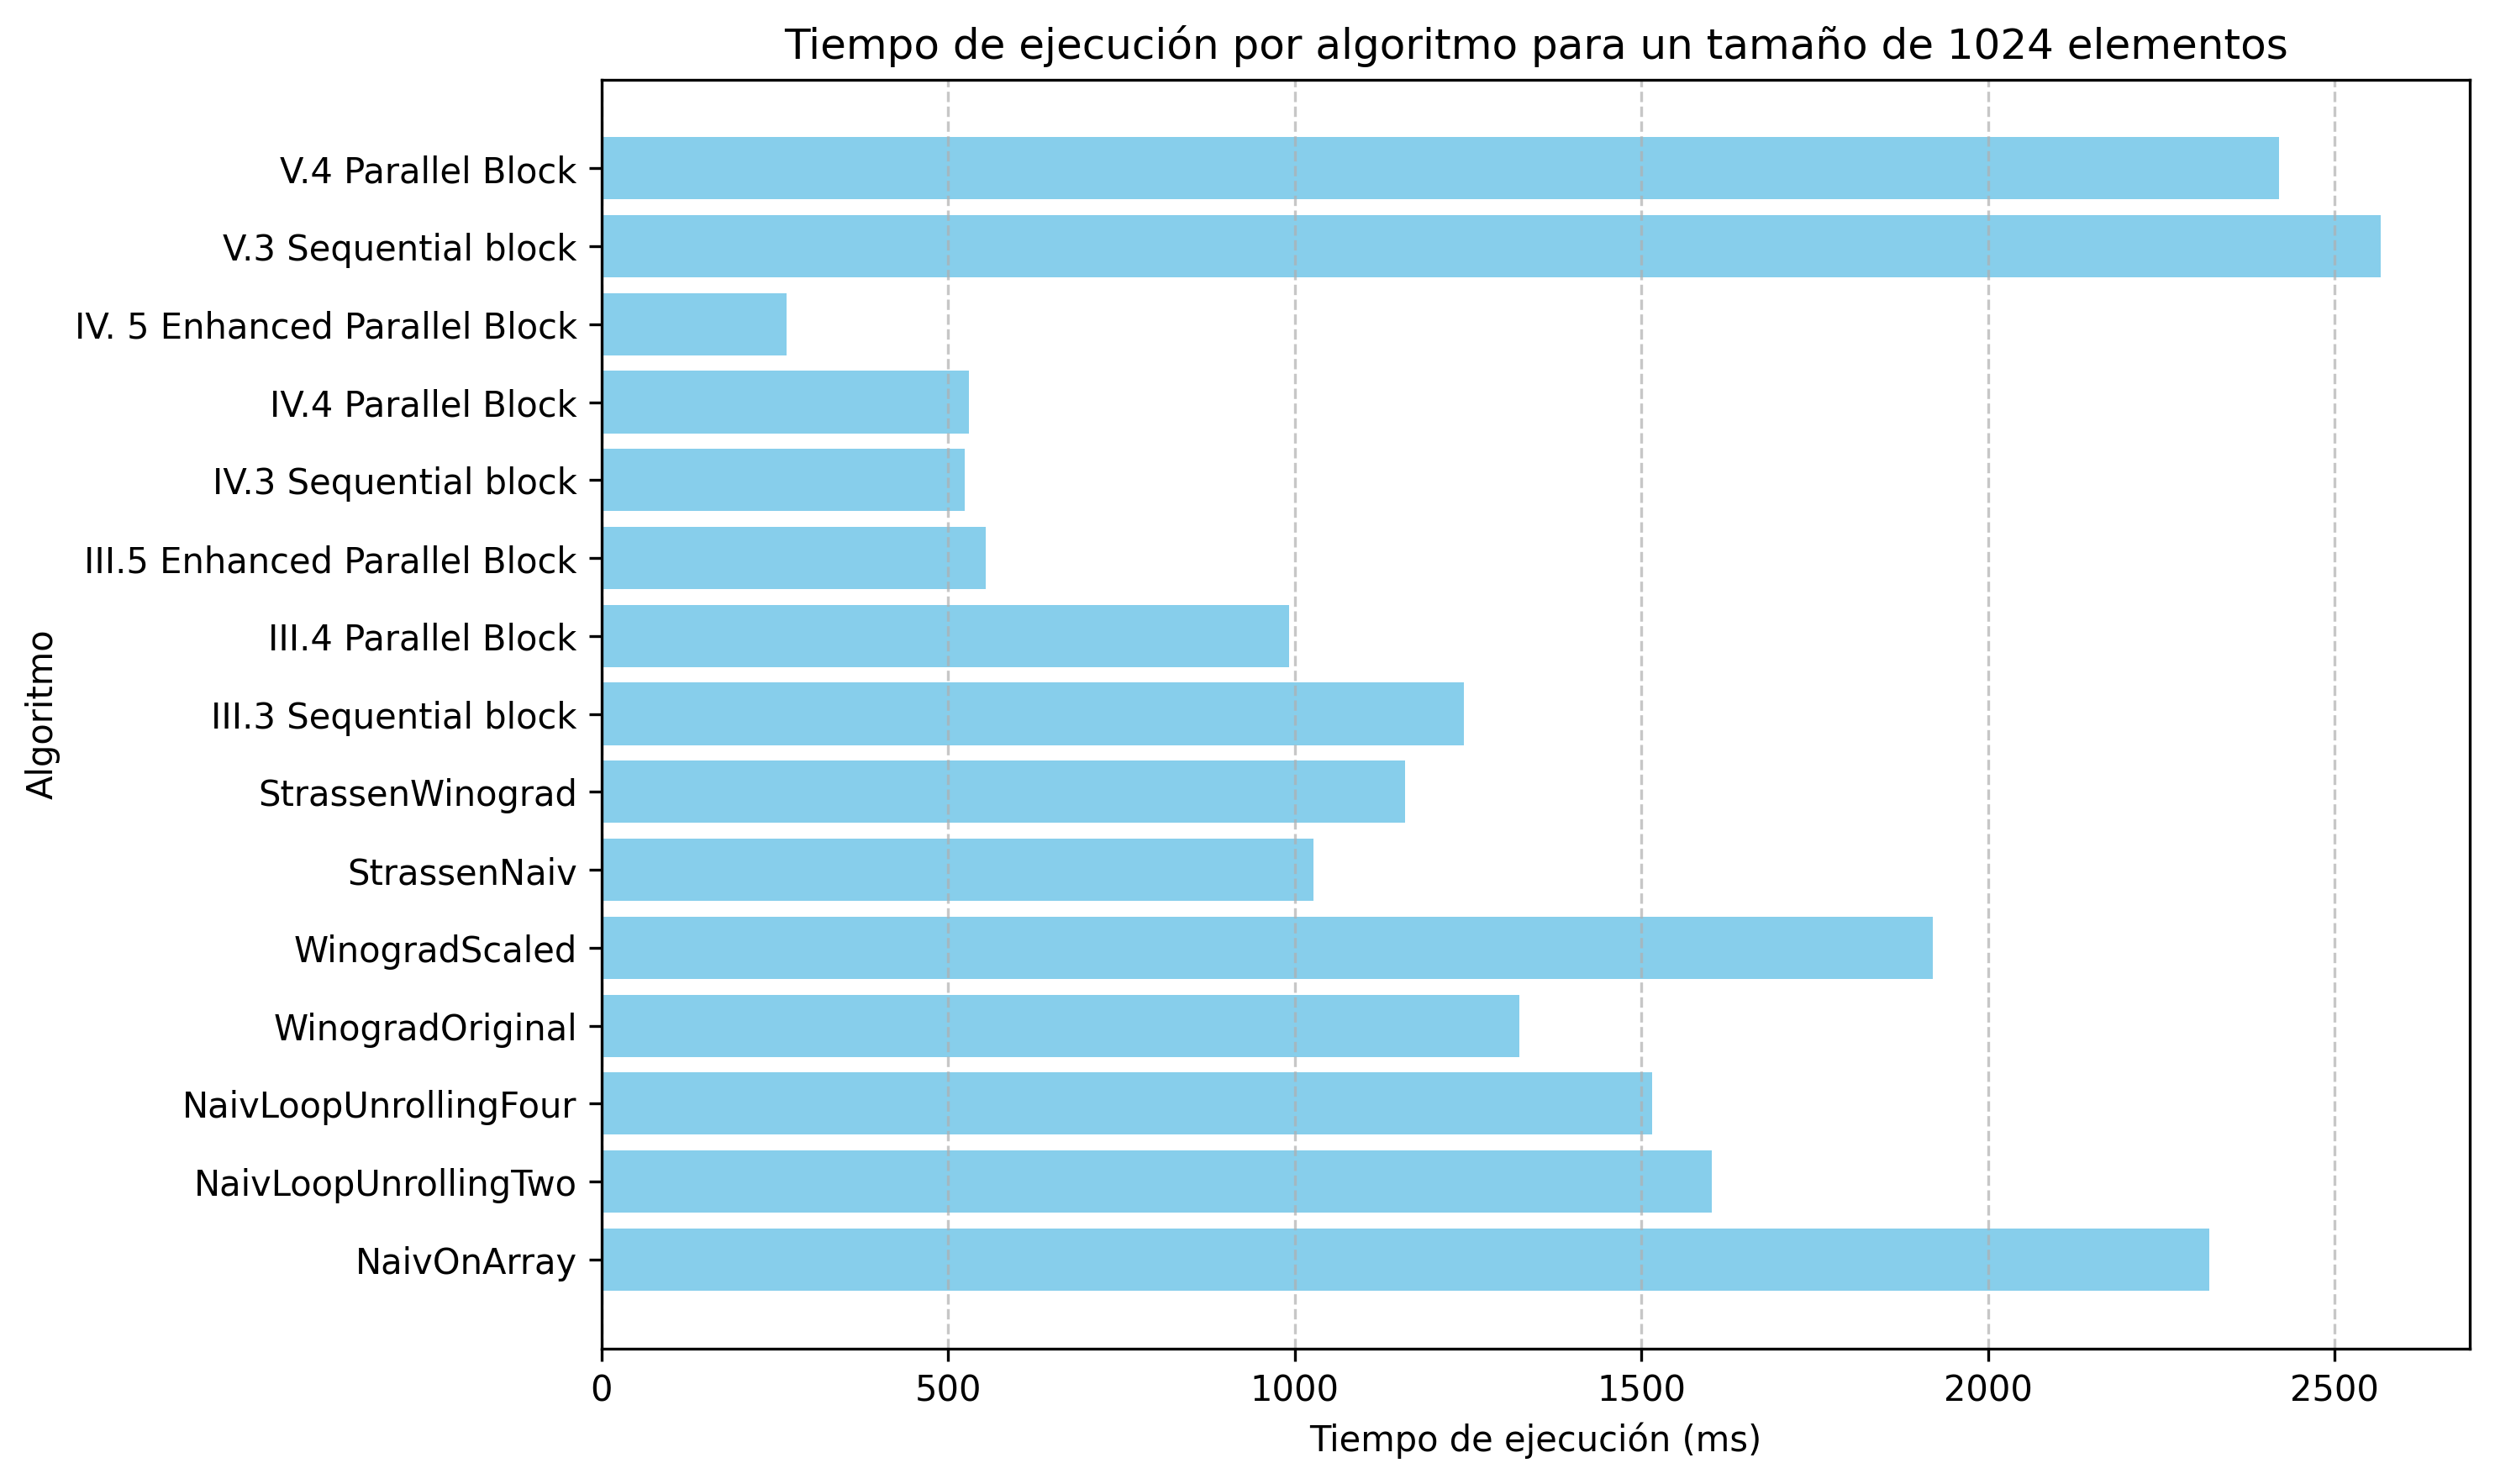 Tiempo de ejecución por algoritmo para un tamaño de 1024 elementos
Algoritmo
V.4 Parallel Block
V.3 Sequential block
IV. 5 Enhanced Parallel Block
IV.4 Parallel Block
IV.3 Sequential block
III.5 Enhanced Parallel Block
III.4 Parallel Block
III.3 Sequential block
StrassenWinograd
StrassenNaiv
WinogradScaled
WinogradOriginal
NaivLoopUnrollingFour
NaivLoopUnrollingTwo
NaivOnArray
0 500 1000 1500 2000 2500
Tiempo de ejecución (ms)